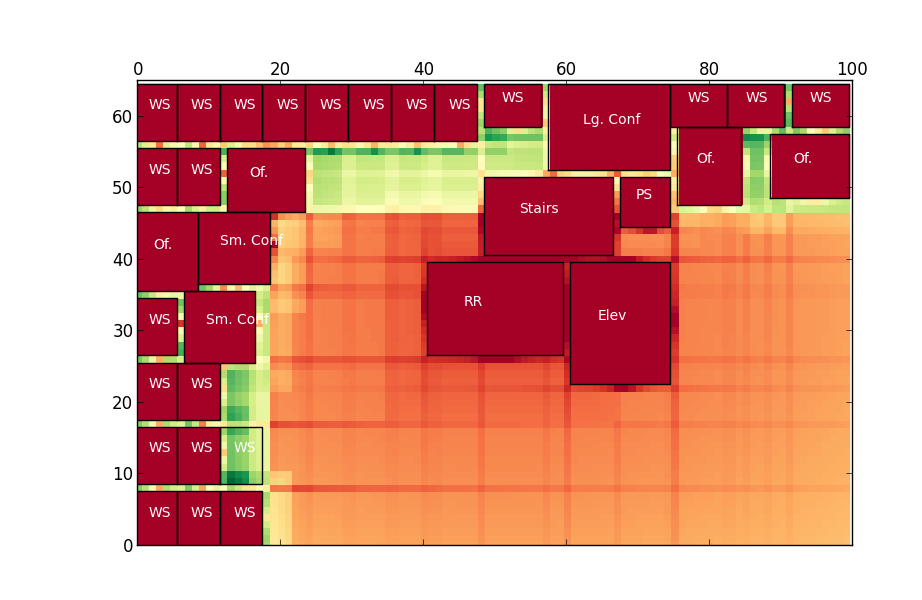 0 20 40 60 80 100
60 50 40 30 20 10 0
WS WS WS WS WS WS WS WS WS Lg. Conf WS WS WS
WS WS Of. Of. Of.
Stairs PS
Of. Sm. Conf
RR Elev
WS Sm. Conf
WS WS
WS WS WS
WS WS WS